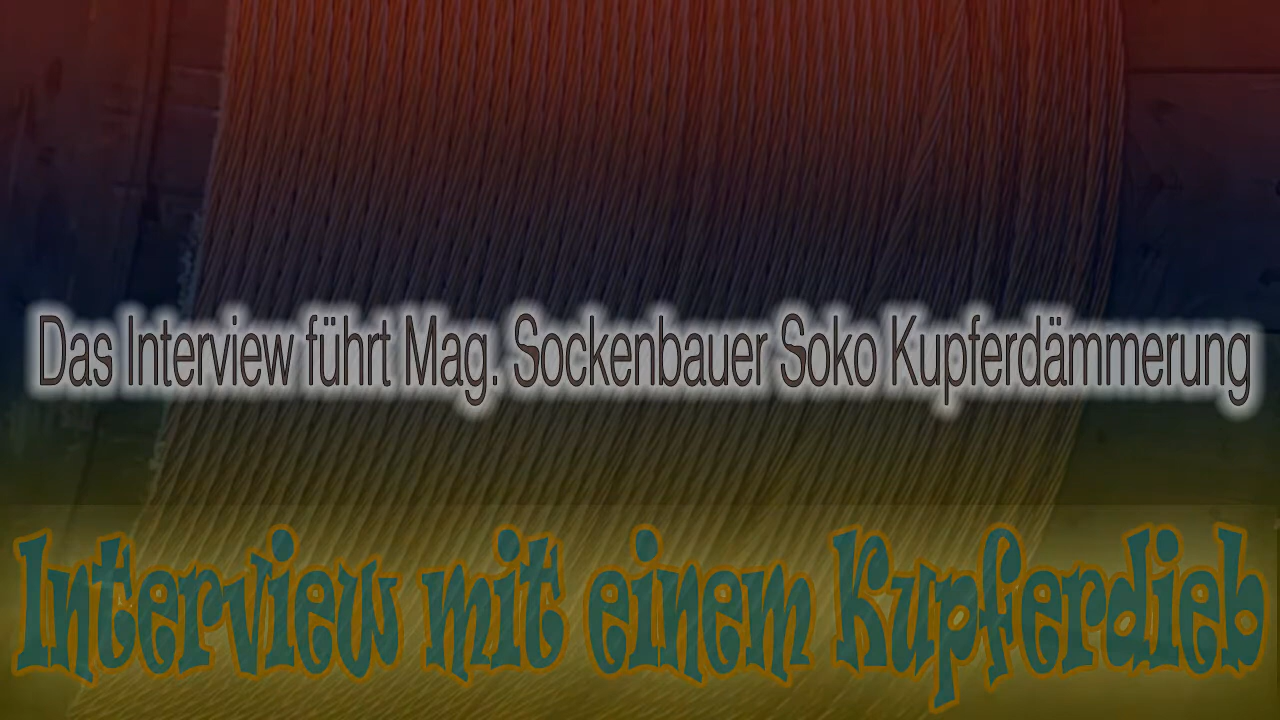 Das Interview führt Mag. Sockenbauer Soko Kupferdämmerung
Interview mit einem Kupferdieb